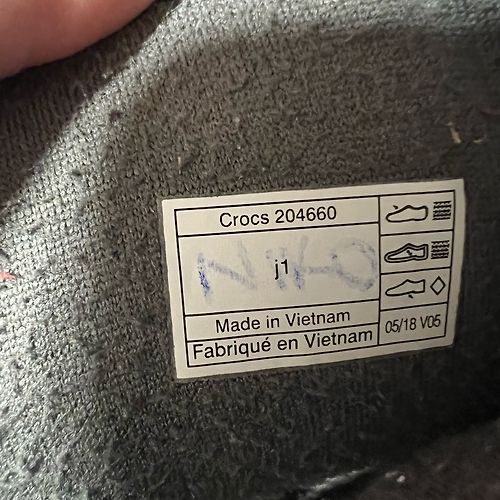 Crocs 204660
j1
Made in Vietnam
Fabriqué en Vietnam
05/18 V05